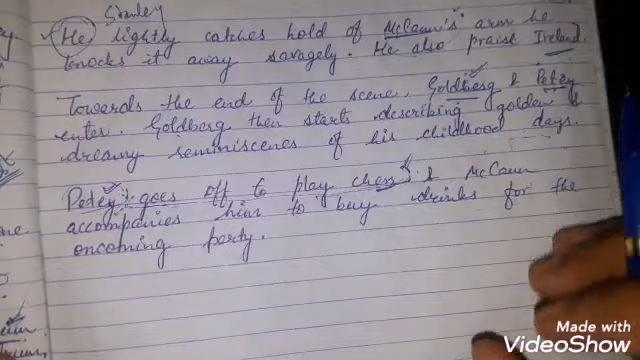 Stanley
He lightly catches hold of McCann's arm he
knocks it away savagely. He also praise Ireland.
Towards the end of the scene, Goldberg & Petey
enter. Goldberg then starts describing golden &
dreamy reminiscenes of his childhood days.
Petey goes off to play chess & McCann
accompanies him to buy drinks for the
oncoming party.
Made with
VideoShow